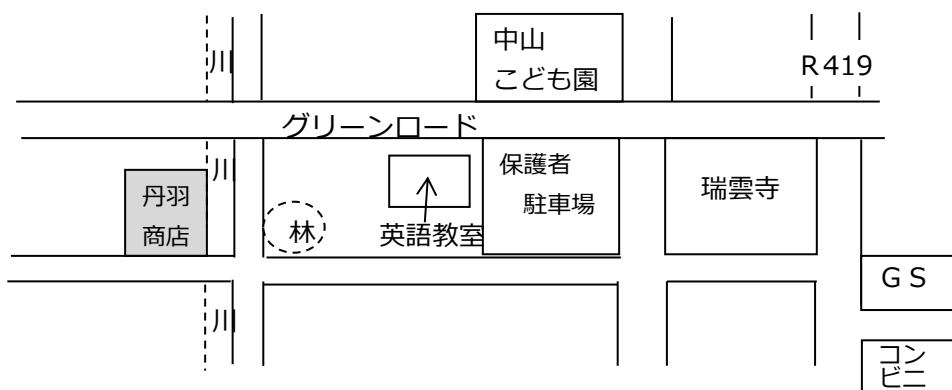 中山
こども園
川
R419
グリーンロード
川
丹羽
商店
林
英語教室
保護者
駐車場
瑞雲寺
GS
川
コン
ビニ